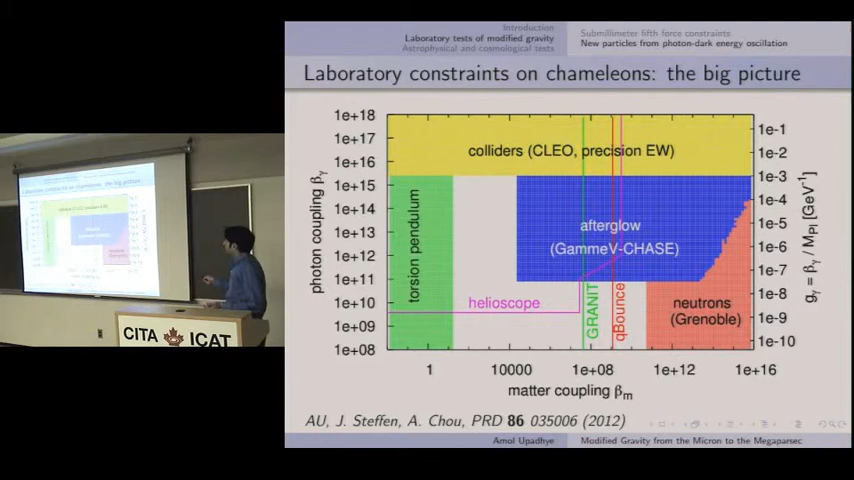 Introduction
Laboratory tests of modified gravity
Astrophysical and cosmological tests
Submillimeter fifth force constraints
New particles from photon-dark energy oscillation
Laboratory constraints on chameleons: the big picture
1e+18
1e+17
1e+16
1e+15
1e+14
1e+13
1e+12
1e+11
1e+10
1e+09
1e+08
photon coupling βγ
colliders (CLEO, precision EW)
torsion pendulum
afterglow
(GammeV-CHASE)
helioscope
GRANIT
qBounce
neutrons
(Grenoble)
1e-1
1e-2
1e-3
1e-4
1e-5
1e-6
1e-7
1e-8
1e-9
1e-10
gγ = βγ / MPl [GeV⁻¹]
1 10000 1e+08 1e+12 1e+16
matter coupling βm
AU, J. Steffen, A. Chou, PRD 86 035006 (2012)
Amol Upadhye
Modified Gravity from the Micron to the Megaparsec
CITA ICAT